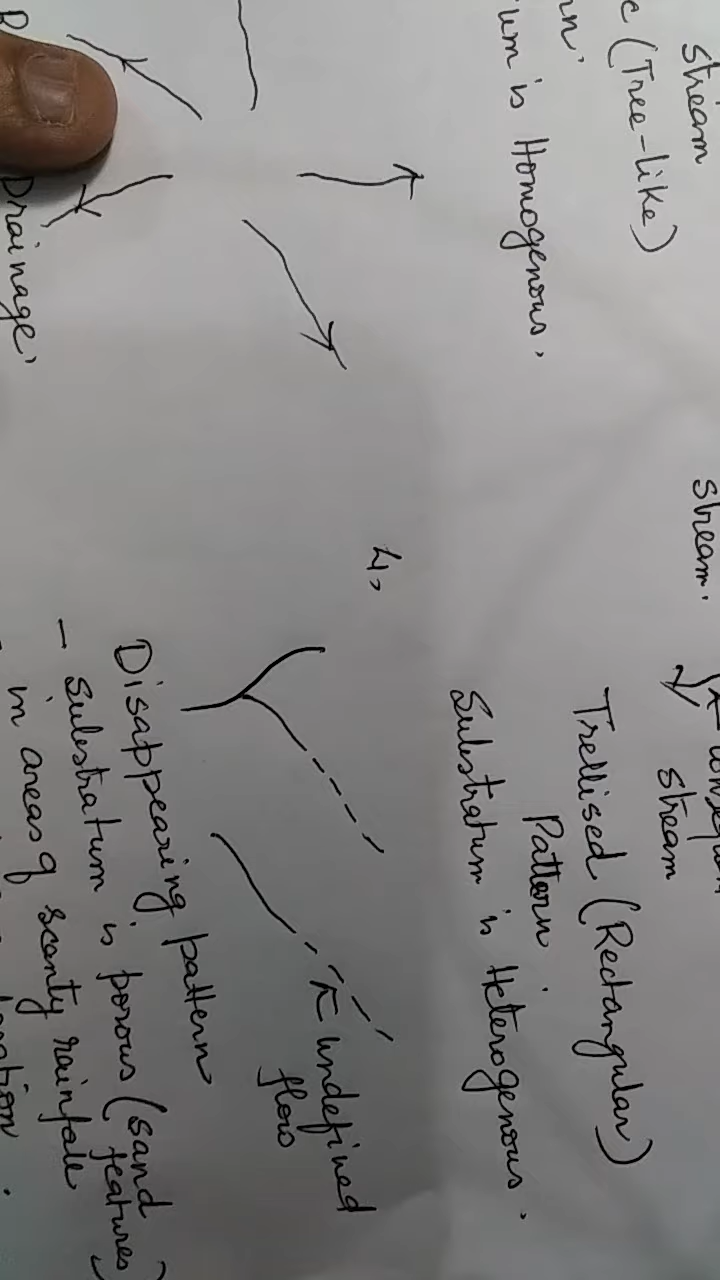 stream
(Tree-like)
is Homogenous.
Drainage.
stream.
stream
Trellised (Rectangular)
Pattern.
Substratum is Heterogenous.
4,
undefined
flow
Disappearing pattern
- Substratum is porous (sand
features)
- in areas of scanty rainfall